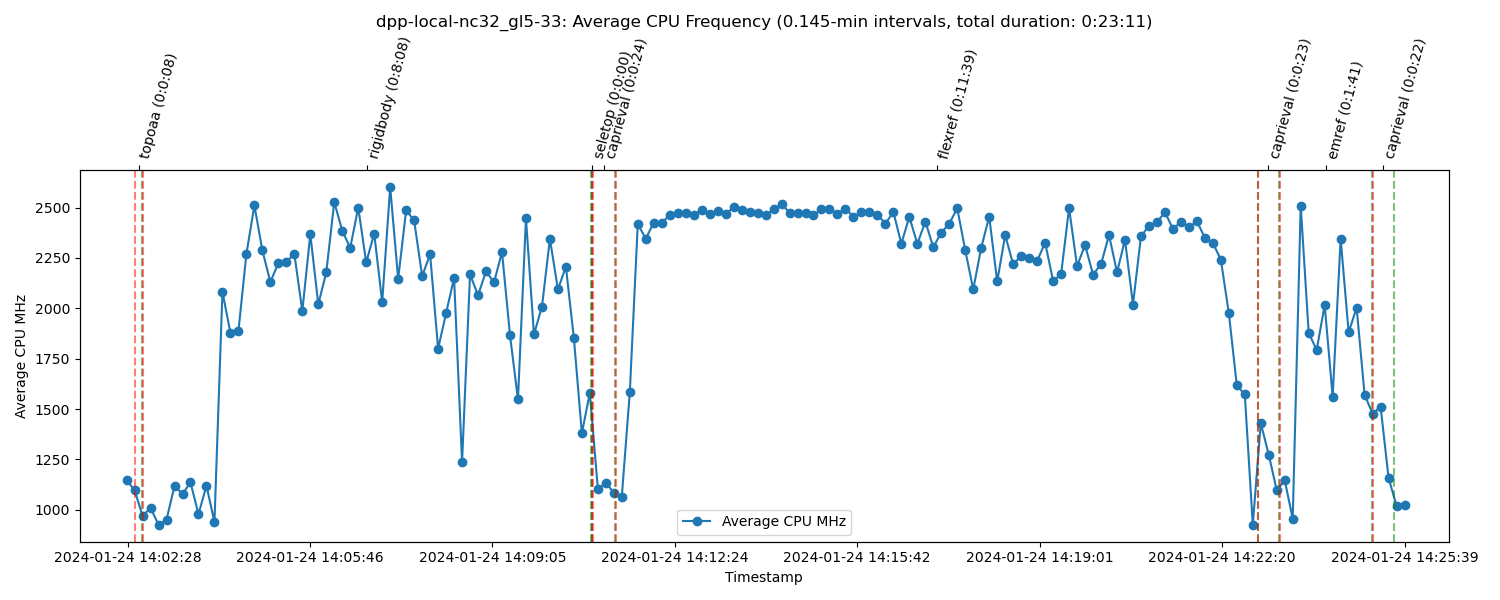 dpp-local-nc32_gl5-33: Average CPU Frequency (0.145-min intervals, total duration: 0:23:11)
topoaa (0:0:08)
rigidbody (0:8:08)
seletop (0:0:00)
caprieval (0:0:24)
flexref (0:11:39)
caprieval (0:0:23)
emref (0:1:41)
caprieval (0:0:22)
Average CPU MHz
2500
2250
2000
1750
1500
1250
1000
Average CPU MHz
2024-01-24 14:02:28
2024-01-24 14:05:46
2024-01-24 14:09:05
2024-01-24 14:12:24
2024-01-24 14:15:42
2024-01-24 14:19:01
2024-01-24 14:22:20
2024-01-24 14:25:39
Timestamp